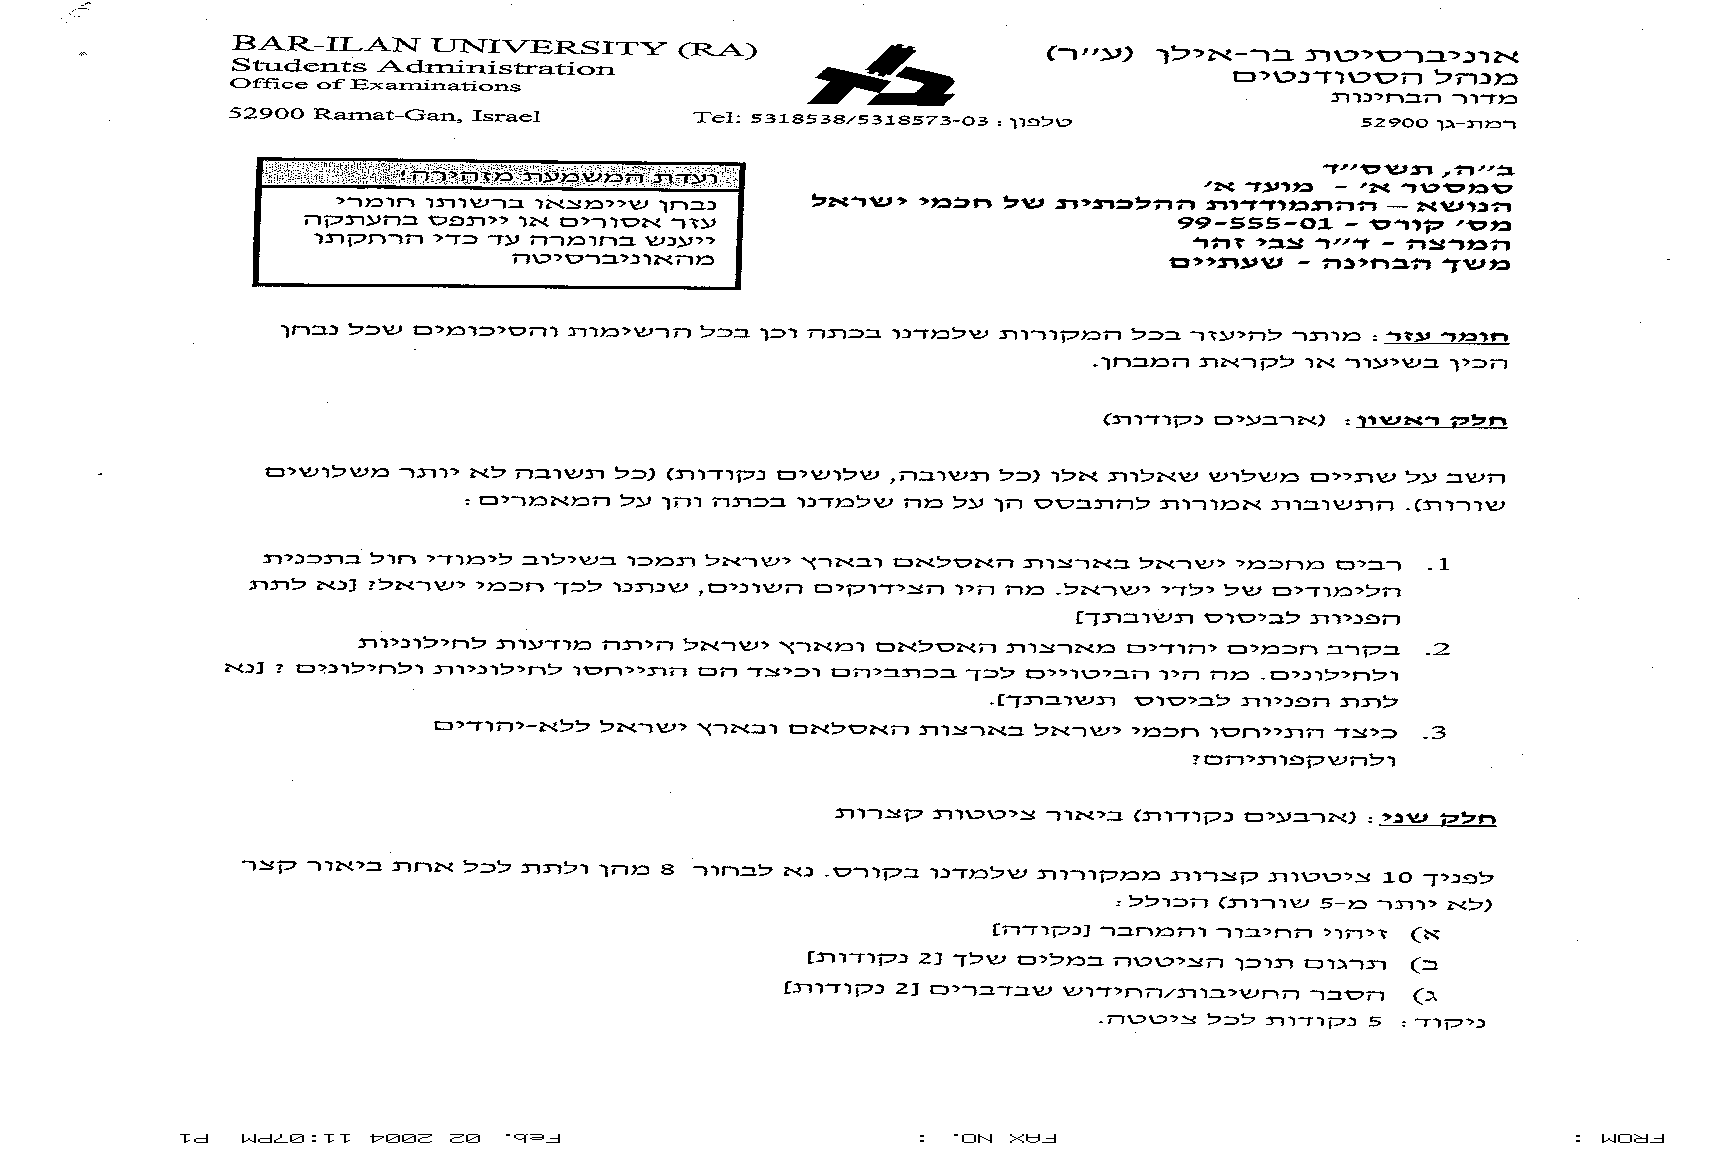 BAR-ILAN UNIVERSITY (RA)
Students Administration
Office of Examinations
52900 Ramat-Gan, Israel
אוניברסיטת בר-אילן (ע״ר)
מנהל הסטודנטים
מדור הבחינות
רמת-גן 52900
Tel: 5318538/5318573-03 : טלפון
ב״ה, תשס״ד
סמסטר א׳ - מועד א׳
הנושא – ההתמודדות ההלכתית של חכמי ישראל
מס׳ קורס - 99-555-01
המרצה - ד״ר צבי זהר
משך הבחינה - שעתיים
ועדת המשמעת מזהירה!
נבחן שיימצאו ברשותו חומרי
עזר אסורים או ייתפס בהעתקה
ייענש בחומרה עד כדי הרחקתו
מהאוניברסיטה
חומר עזר: מותר להיעזר בכל המקורות שלמדנו בכתה וכן בכל הרשימות והסיכומים שכל נבחן
הכין בשיעור או לקראת המבחן.
חלק ראשון: (ארבעים נקודות)
השב על שתיים משלוש שאלות אלו (כל תשובה, שלושים נקודות) (כל תשובה לא יותר משלושים
שורות). התשובות אמורות להתבסס הן על מה שלמדנו בכתה והן על המאמרים:
1. רבים מחכמי ישראל בארצות האסלאם ובארץ ישראל תמכו בשילוב לימודי חול בתכנית
הלימודים של ילדי ישראל. מה היו הצידוקים השונים, שנתנו לכך חכמי ישראל? [נא לתת
הפניות לביסוס תשובתך]
2. בקרב חכמים יהודים מארצות האסלאם ומארץ ישראל היתה מודעות לחילוניות
ולחילונים. מה היו הביטויים לכך בכתביהם וכיצד הם התייחסו לחילוניות ולחילונים ? [נא
לתת הפניות לביסוס תשובתך].
3. כיצד התייחסו חכמי ישראל בארצות האסלאם ובארץ ישראל ללא-יהודים
ולהשקפותיהם?
חלק שני: (ארבעים נקודות) ביאור ציטטות קצרות
לפניך 10 ציטטות קצרות ממקורות שלמדנו בקורס. נא לבחור 8 מהן ולתת לכל אחת ביאור קצר
(לא יותר מ-5 שורות) הכולל:
א) זיהוי החיבור והמחבר [נקודה]
ב) תרגום תוכן הציטטה במלים שלך [2 נקודות]
ג) הסבר החשיבות/החידוש שבדברים [2 נקודות]
ניקוד: 5 נקודות לכל ציטטה.
FROM : FAX NO. : Feb. 02 2004 11:07PM P1